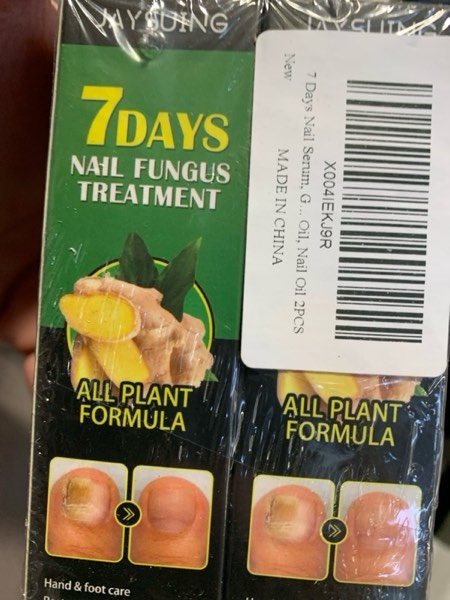 JAYSUING
7DAYS
NAIL FUNGUS
TREATMENT
ALL PLANT
FORMULA
Hand & foot care
JAYSUING
X004IEKJ9R
7 Days Nail Serum, G... Oil, Nail Oil 2PCS
New
MADE IN CHINA
ALL PLANT
FORMULA